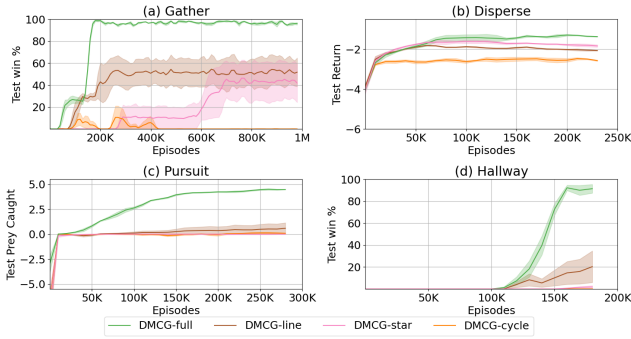 (a) Gather
Test win %
100
80
60
40
20
200K 400K 600K 800K 1M
Episodes
(b) Disperse
Test Return
−2
−4
−6
50K 100K 150K 200K 250K
Episodes
(c) Pursuit
Test Prey Caught
5.0
2.5
0.0
−2.5
−5.0
50K 100K 150K 200K 250K 300K
Episodes
(d) Hallway
Test win %
100
80
60
40
20
50K 100K 150K 200K
Episodes
DMCG-full DMCG-line DMCG-star DMCG-cycle